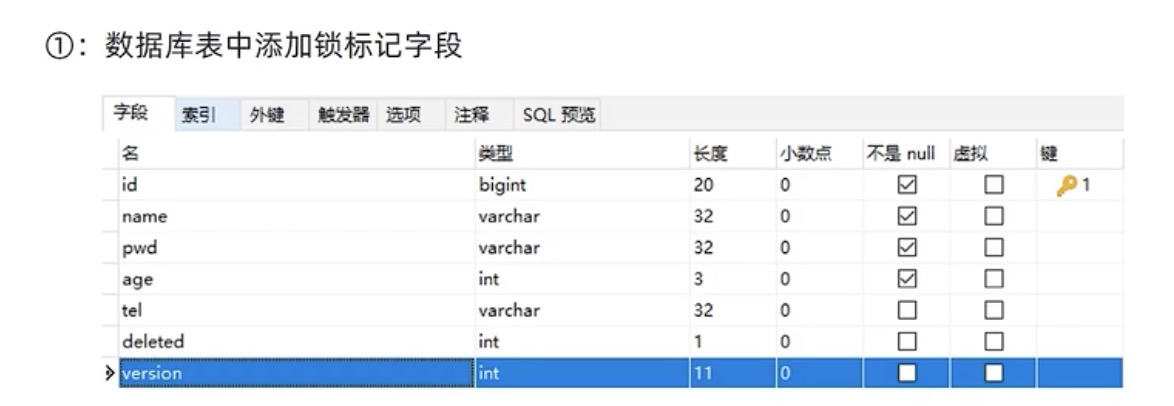 ①：数据库表中添加锁标记字段
字段 索引 外键 触发器 选项 注释 SQL 预览
名 类型 长度 小数点 不是 null 虚拟 键
id bigint 20 0 1
name varchar 32 0
pwd varchar 32 0
age int 3 0
tel varchar 32 0
deleted int 1 0
version int 11 0